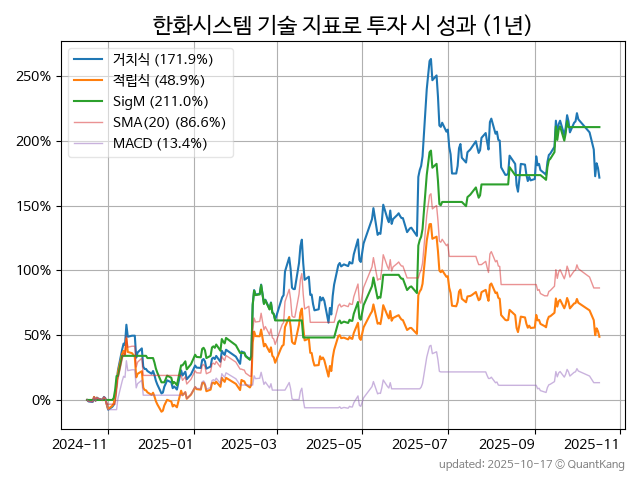 한화시스템 기술 지표로 투자 시 성과 (1년)
거치식 (171.9%)
적립식 (48.9%)
SigM (211.0%)
SMA(20) (86.6%)
MACD (13.4%)
250%
200%
150%
100%
50%
0%
2024-11
2025-01
2025-03
2025-05
2025-07
2025-09
2025-11
updated: 2025-10-17 © QuantKang